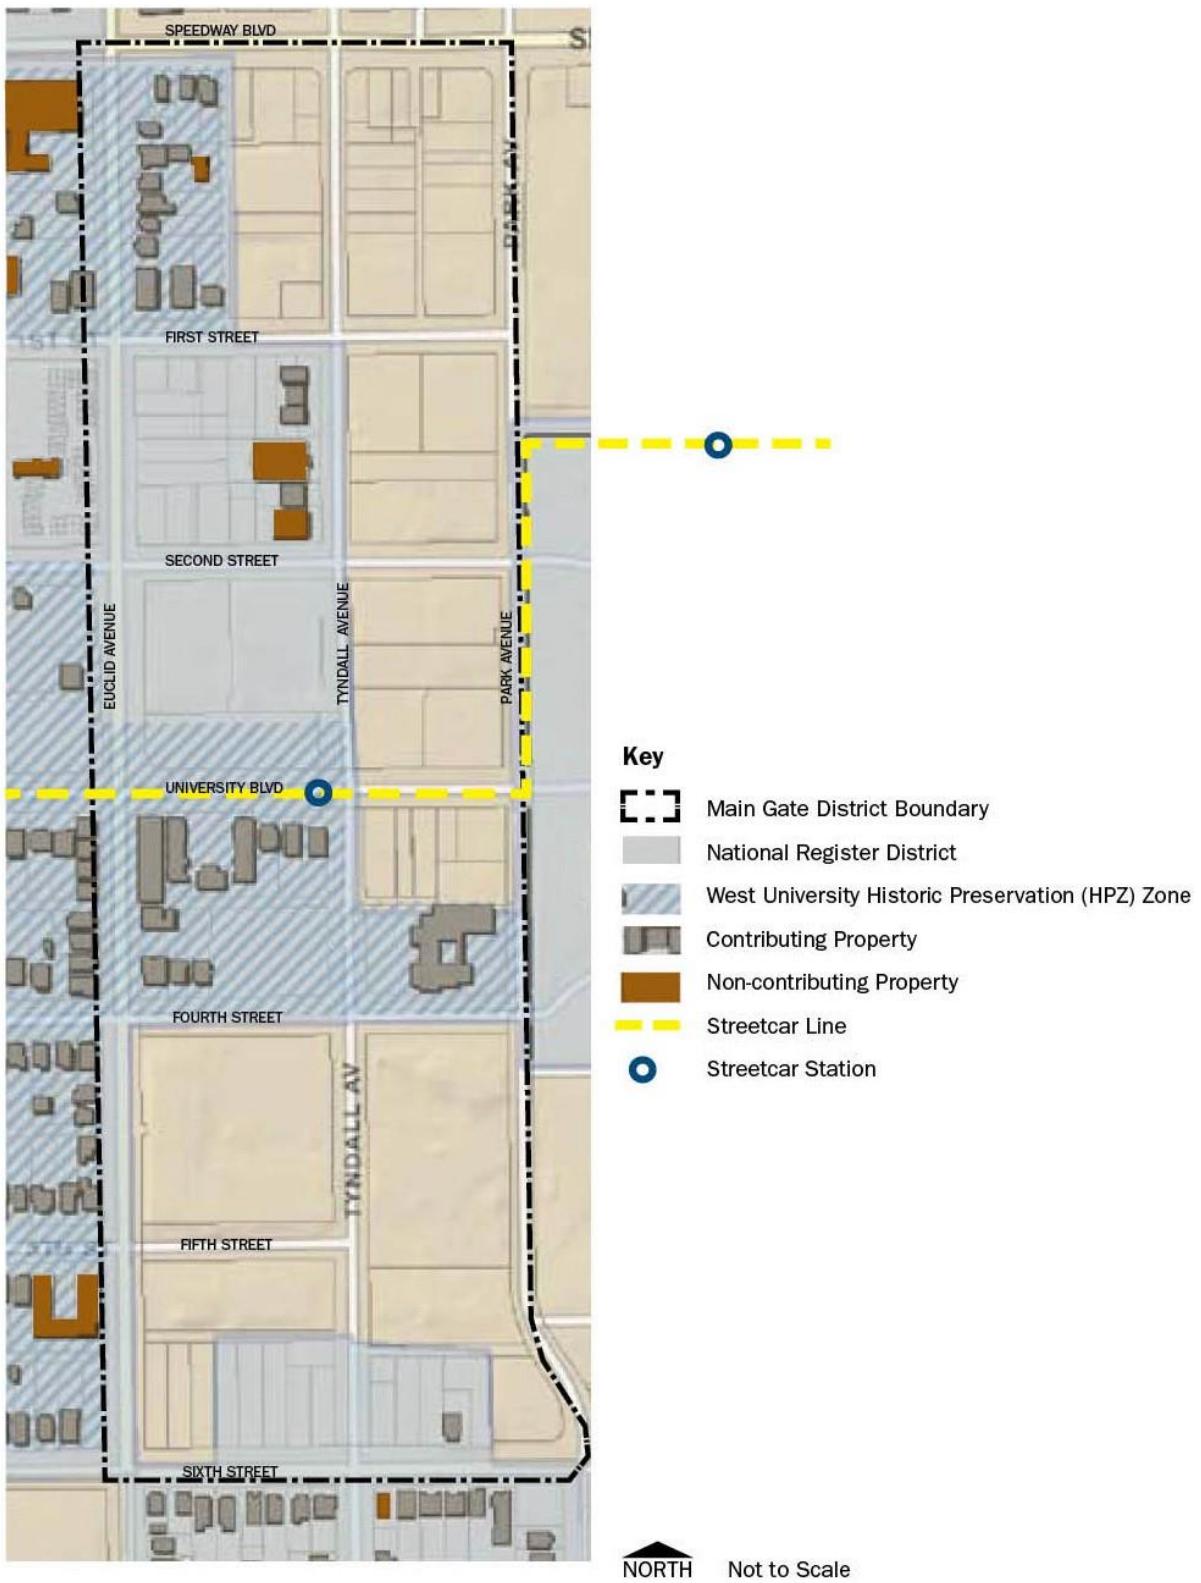 SPEEDWAY BLVD
PARK AV
FIRST STREET
SECOND STREET
EUCLID AVENUE
TYNDALL AVENUE
PARK AVENUE
UNIVERSITY BLVD
FOURTH STREET
TYNDALL AV
FIFTH STREET
SIXTH STREET
Key
Main Gate District Boundary
National Register District
West University Historic Preservation (HPZ) Zone
Contributing Property
Non-contributing Property
Streetcar Line
Streetcar Station
NORTH Not to Scale